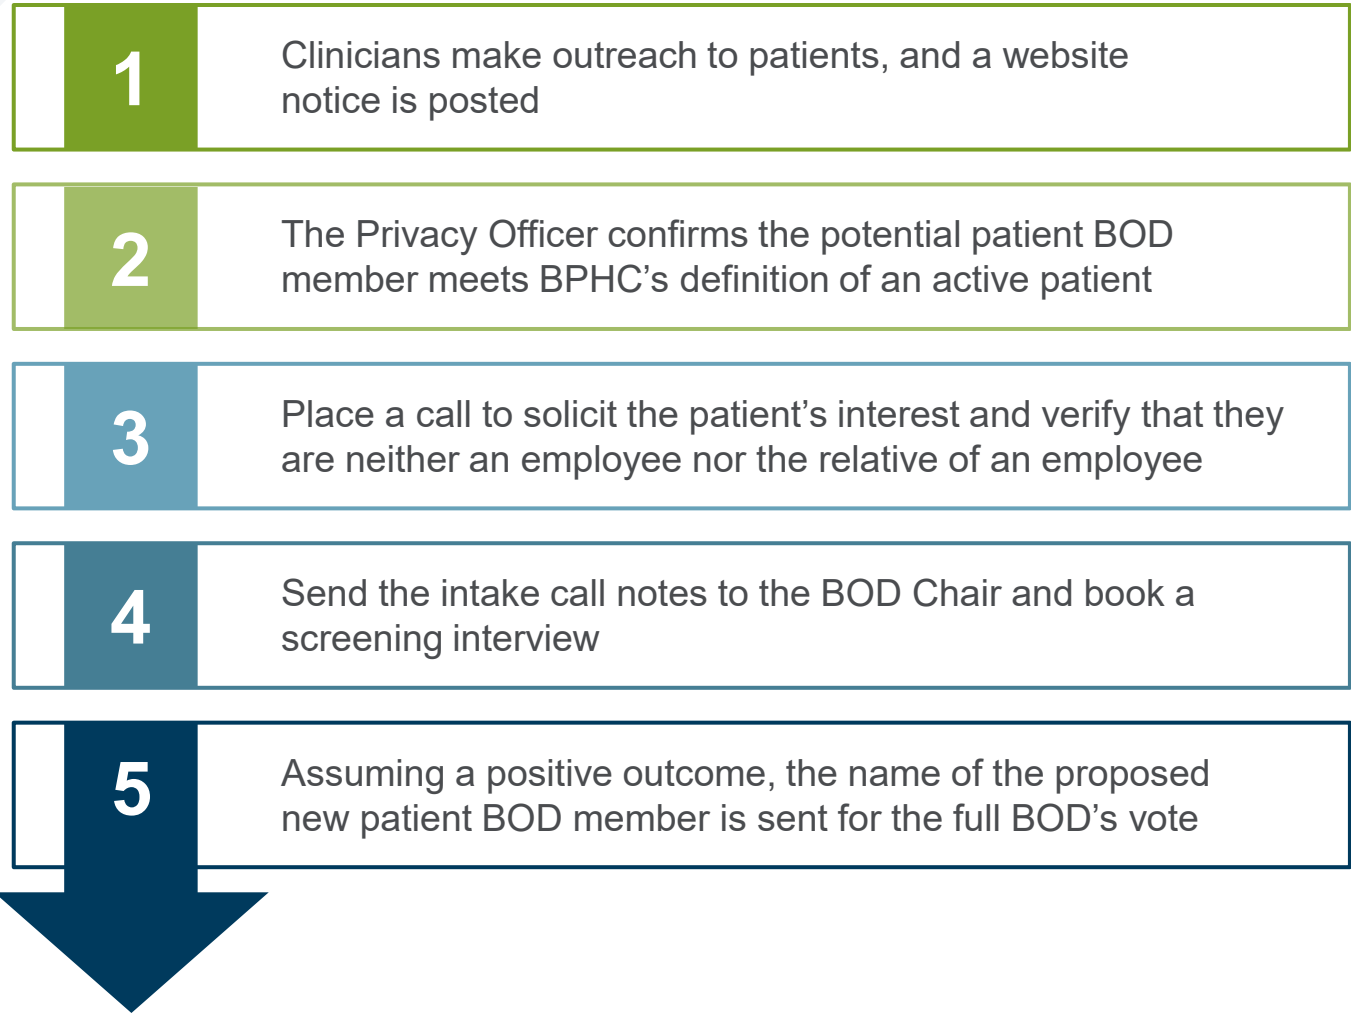 1
Clinicians make outreach to patients, and a website
notice is posted
2
The Privacy Officer confirms the potential patient BOD
member meets BPHC’s definition of an active patient
3
Place a call to solicit the patient’s interest and verify that they
are neither an employee nor the relative of an employee
4
Send the intake call notes to the BOD Chair and book a
screening interview
5
Assuming a positive outcome, the name of the proposed
new patient BOD member is sent for the full BOD’s vote